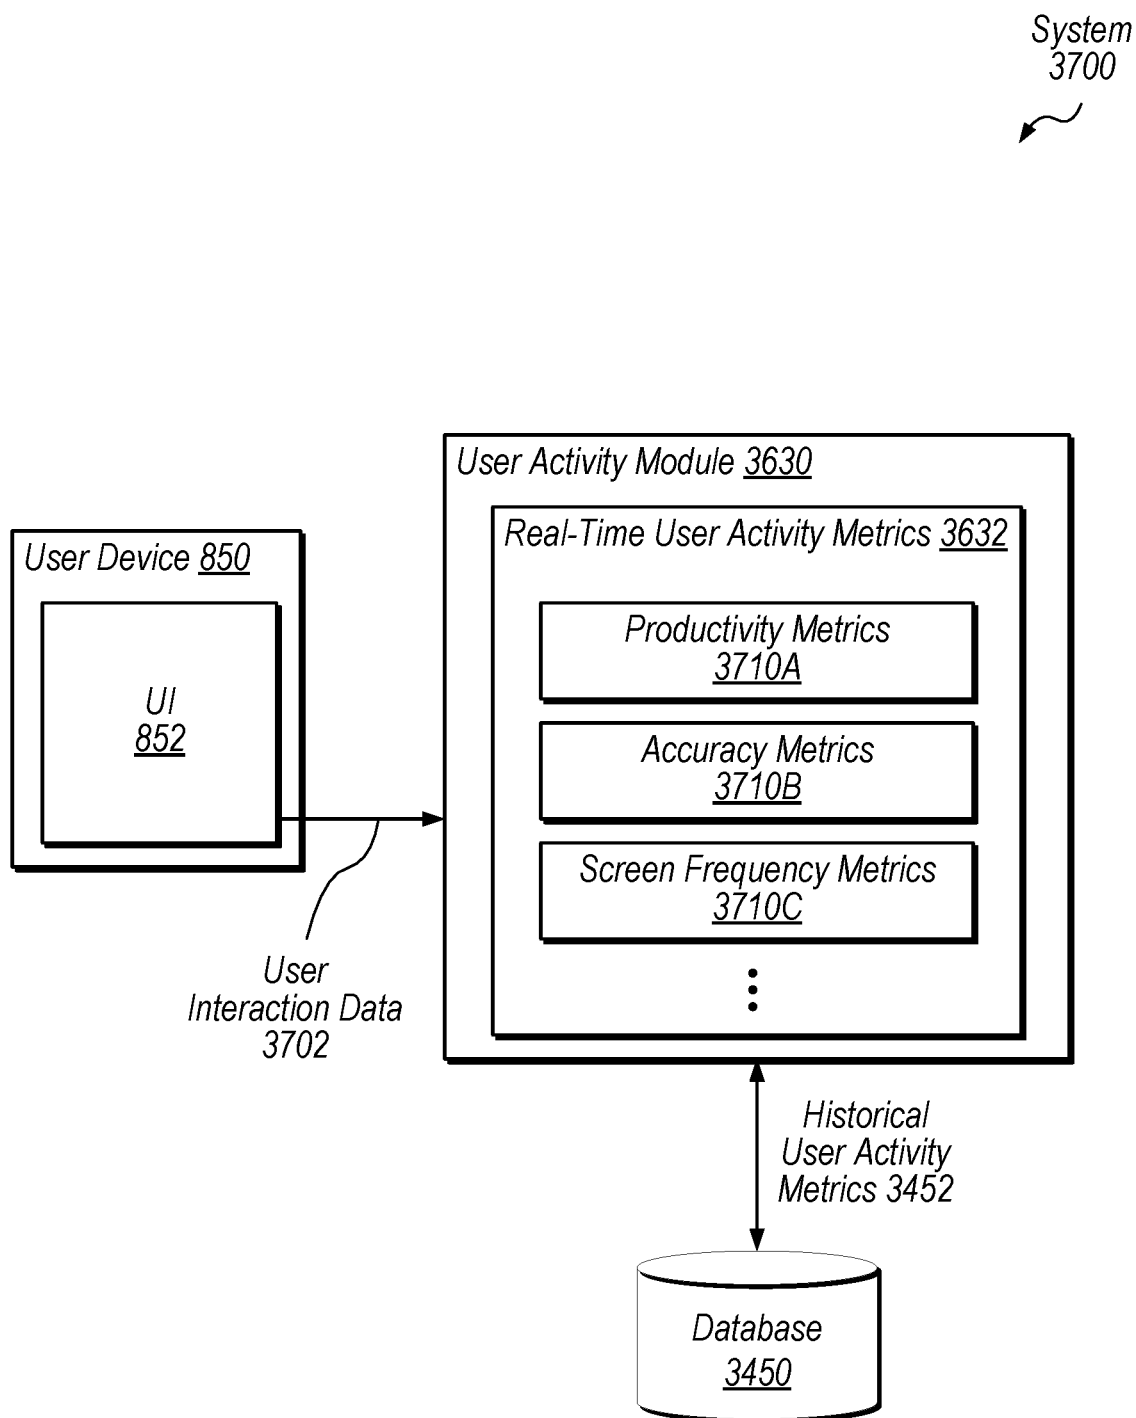 System
3700
User Activity Module 3630
Real-Time User Activity Metrics 3632
User Device 850
Productivity Metrics
3710A
UI
852
Accuracy Metrics
3710B
Screen Frequency Metrics
3710C
User
Interaction Data
3702
Historical
User Activity
Metrics 3452
Database
3450